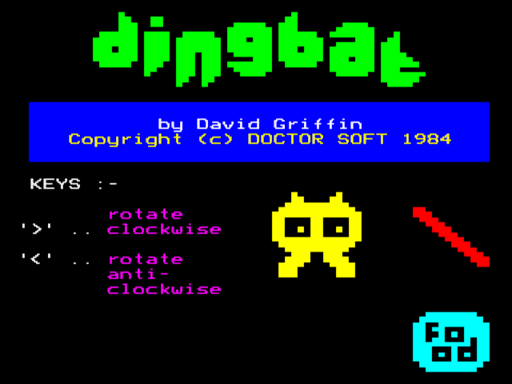 dingbat
by David Griffin
Copyright (c) DOCTOR SOFT 1984
KEYS :-
'>' .. rotate
clockwise
'<' .. rotate
anti-
clockwise
Food